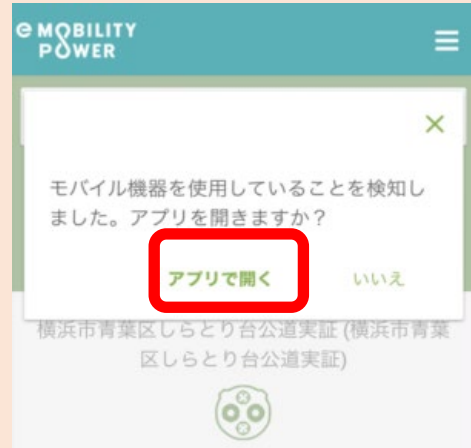 e MOBILITY
POWER
モバイル機器を使用していることを検知し
ました。アプリを開きますか？
アプリで開く いいえ
横浜市青葉区しらとり台公道実証 (横浜市青葉
区しらとり台公道実証)